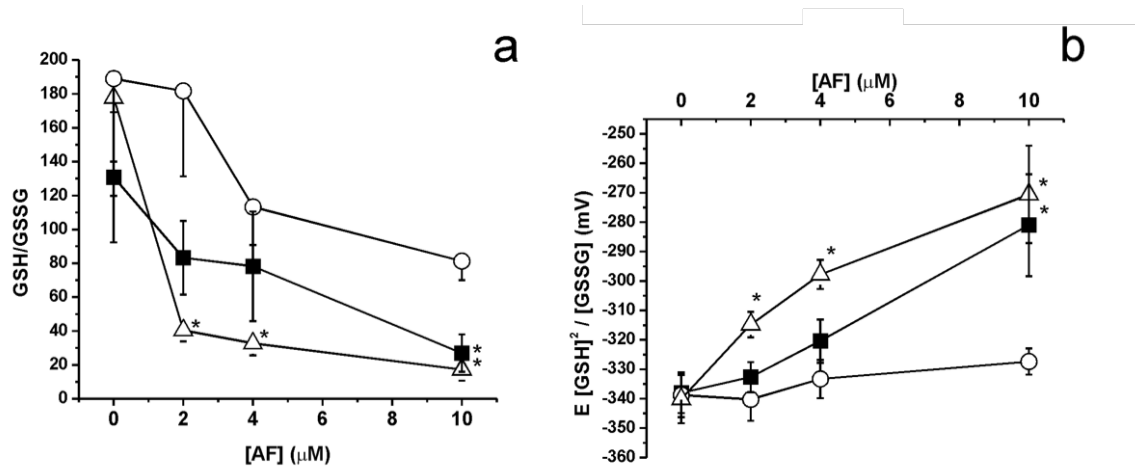 a
200
180
160
140
120
100
80
60
40
20
0
GSH/GSSG
* * * *
0 2 4 6 8 10
[AF] (μM)
b
[AF] (μM)
0 2 4 6 8 10
-250
-260
-270
-280
-290
-300
-310
-320
-330
-340
-350
-360
E [GSH]² / [GSSG] (mV)
* * * *